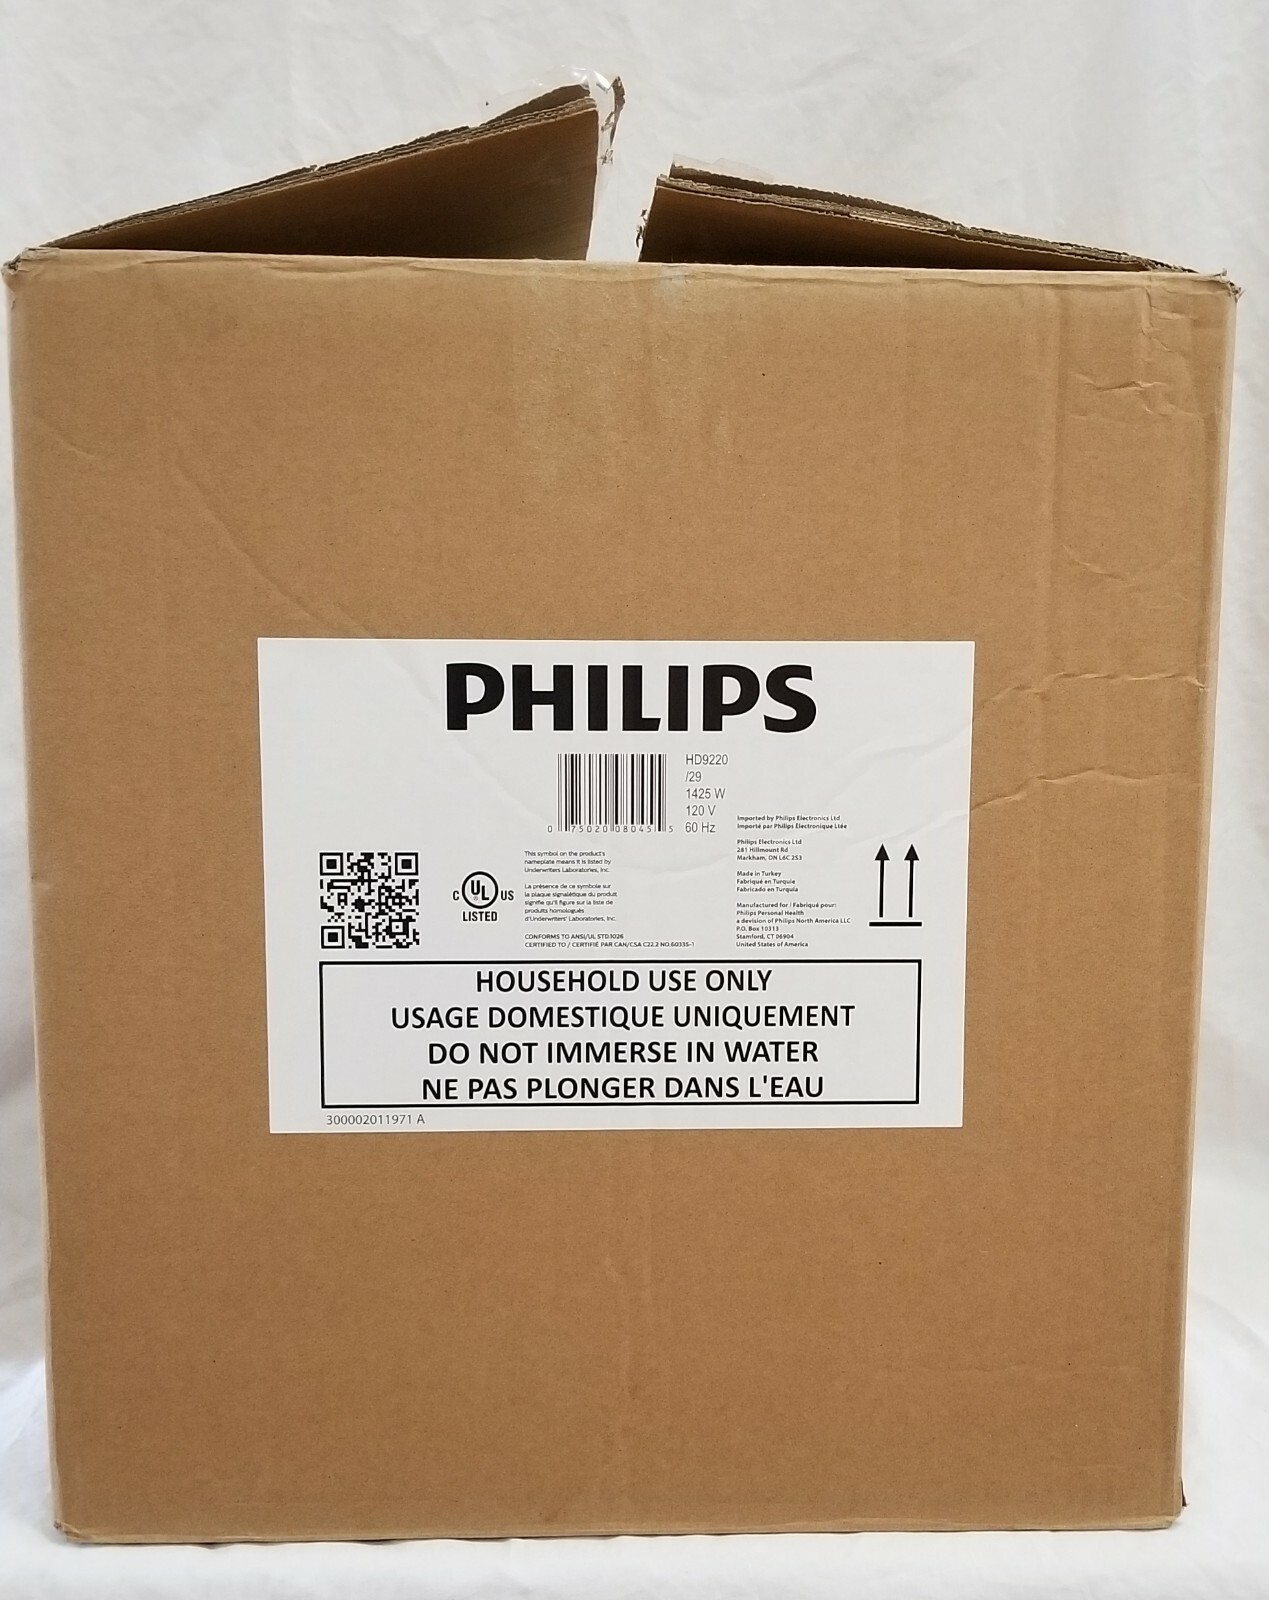 PHILIPS
0 75020 08045 5
HD9220
/29
1425 W
120 V
60 Hz
Imported by Philips Electronics Ltd
Importé par Philips Électronique Ltée
Philips Electronics Ltd
281 Hillmount Rd
Markham, ON L6C 2S3
Made in Turkey
Fabriqué en Turquie
Fabricado en Turquía
Manufactured for / Fabriqué pour:
Philips Personal Health
a division of Philips North America LLC
P.O. Box 10313
Stamford, CT 06904
United States of America
C UL US
LISTED
This symbol on the product's
nameplate means it is listed by
Underwriters Laboratories, Inc.
La présence de ce symbole sur
la plaque signalétique du produit
signifie qu'il figure sur la liste de
produits homologués
d'Underwriters' Laboratories, Inc.
CONFORMS TO ANSI/UL STD.1026
CERTIFIED TO / CERTIFIÉ PAR CAN/CSA C22.2 NO.60335-1
HOUSEHOLD USE ONLY
USAGE DOMESTIQUE UNIQUEMENT
DO NOT IMMERSE IN WATER
NE PAS PLONGER DANS L'EAU
300002011971 A